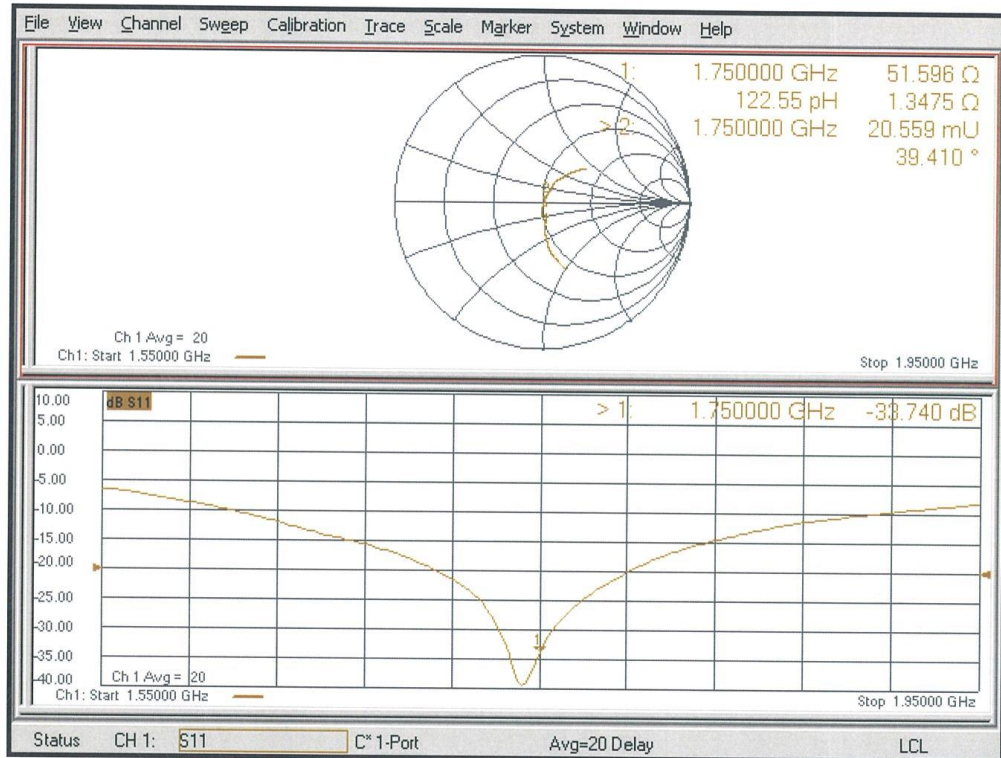 File View Channel Sweep Calibration Trace Scale Marker System Window Help
1: 1.750000 GHz 51.596 Ω
122.55 pH 1.3475 Ω
> 2: 1.750000 GHz 20.559 mU
39.410 °
Ch 1 Avg = 20
Ch1: Start 1.55000 GHz
Stop 1.95000 GHz
10.00 dB S11
> 1: 1.750000 GHz -33.740 dB
5.00
0.00
-5.00
-10.00
-15.00
-20.00
-25.00
-30.00
1
-35.00
-40.00
Ch 1 Avg = 20
Ch1: Start 1.55000 GHz
Stop 1.95000 GHz
Status CH 1: S11 C* 1-Port Avg=20 Delay LCL